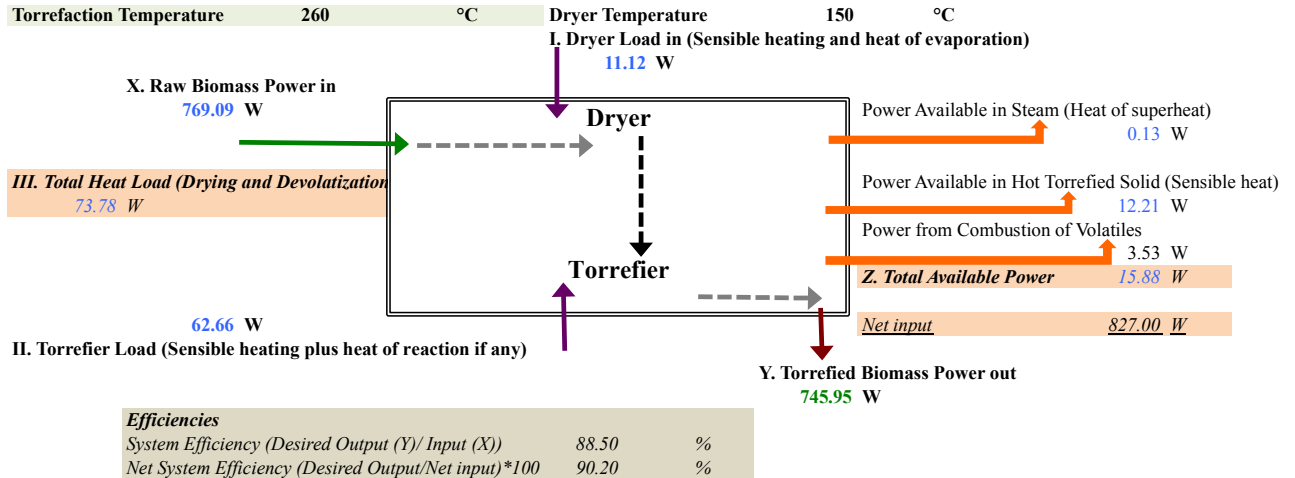 Torrefaction Temperature 260 °C Dryer Temperature 150 °C
I. Dryer Load in (Sensible heating and heat of evaporation)
11.12 W
X. Raw Biomass Power in
769.09 W
Dryer
Power Available in Steam (Heat of superheat)
0.13 W
III. Total Heat Load (Drying and Devolatization
73.78 W
Power Available in Hot Torrefied Solid (Sensible heat)
12.21 W
Power from Combustion of Volatiles
3.53 W
Torrefier
Z. Total Available Power 15.88 W
62.66 W
Net input 827.00 W
II. Torrefier Load (Sensible heating plus heat of reaction if any)
Y. Torrefied Biomass Power out
745.95 W
Efficiencies
System Efficiency (Desired Output (Y)/ Input (X)) 88.50 %
Net System Efficiency (Desired Output/Net input)*100 90.20 %